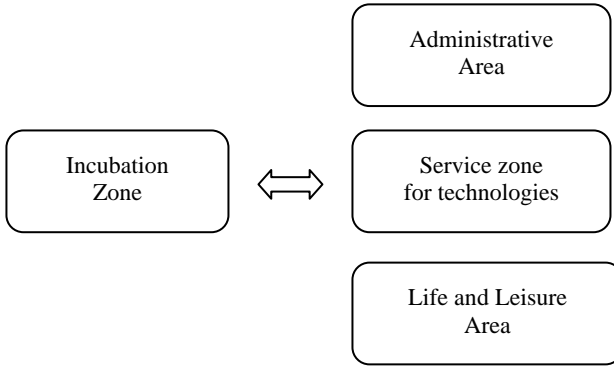 Administrative
Area
Incubation
Zone
Service zone
for technologies
Life and Leisure
Area